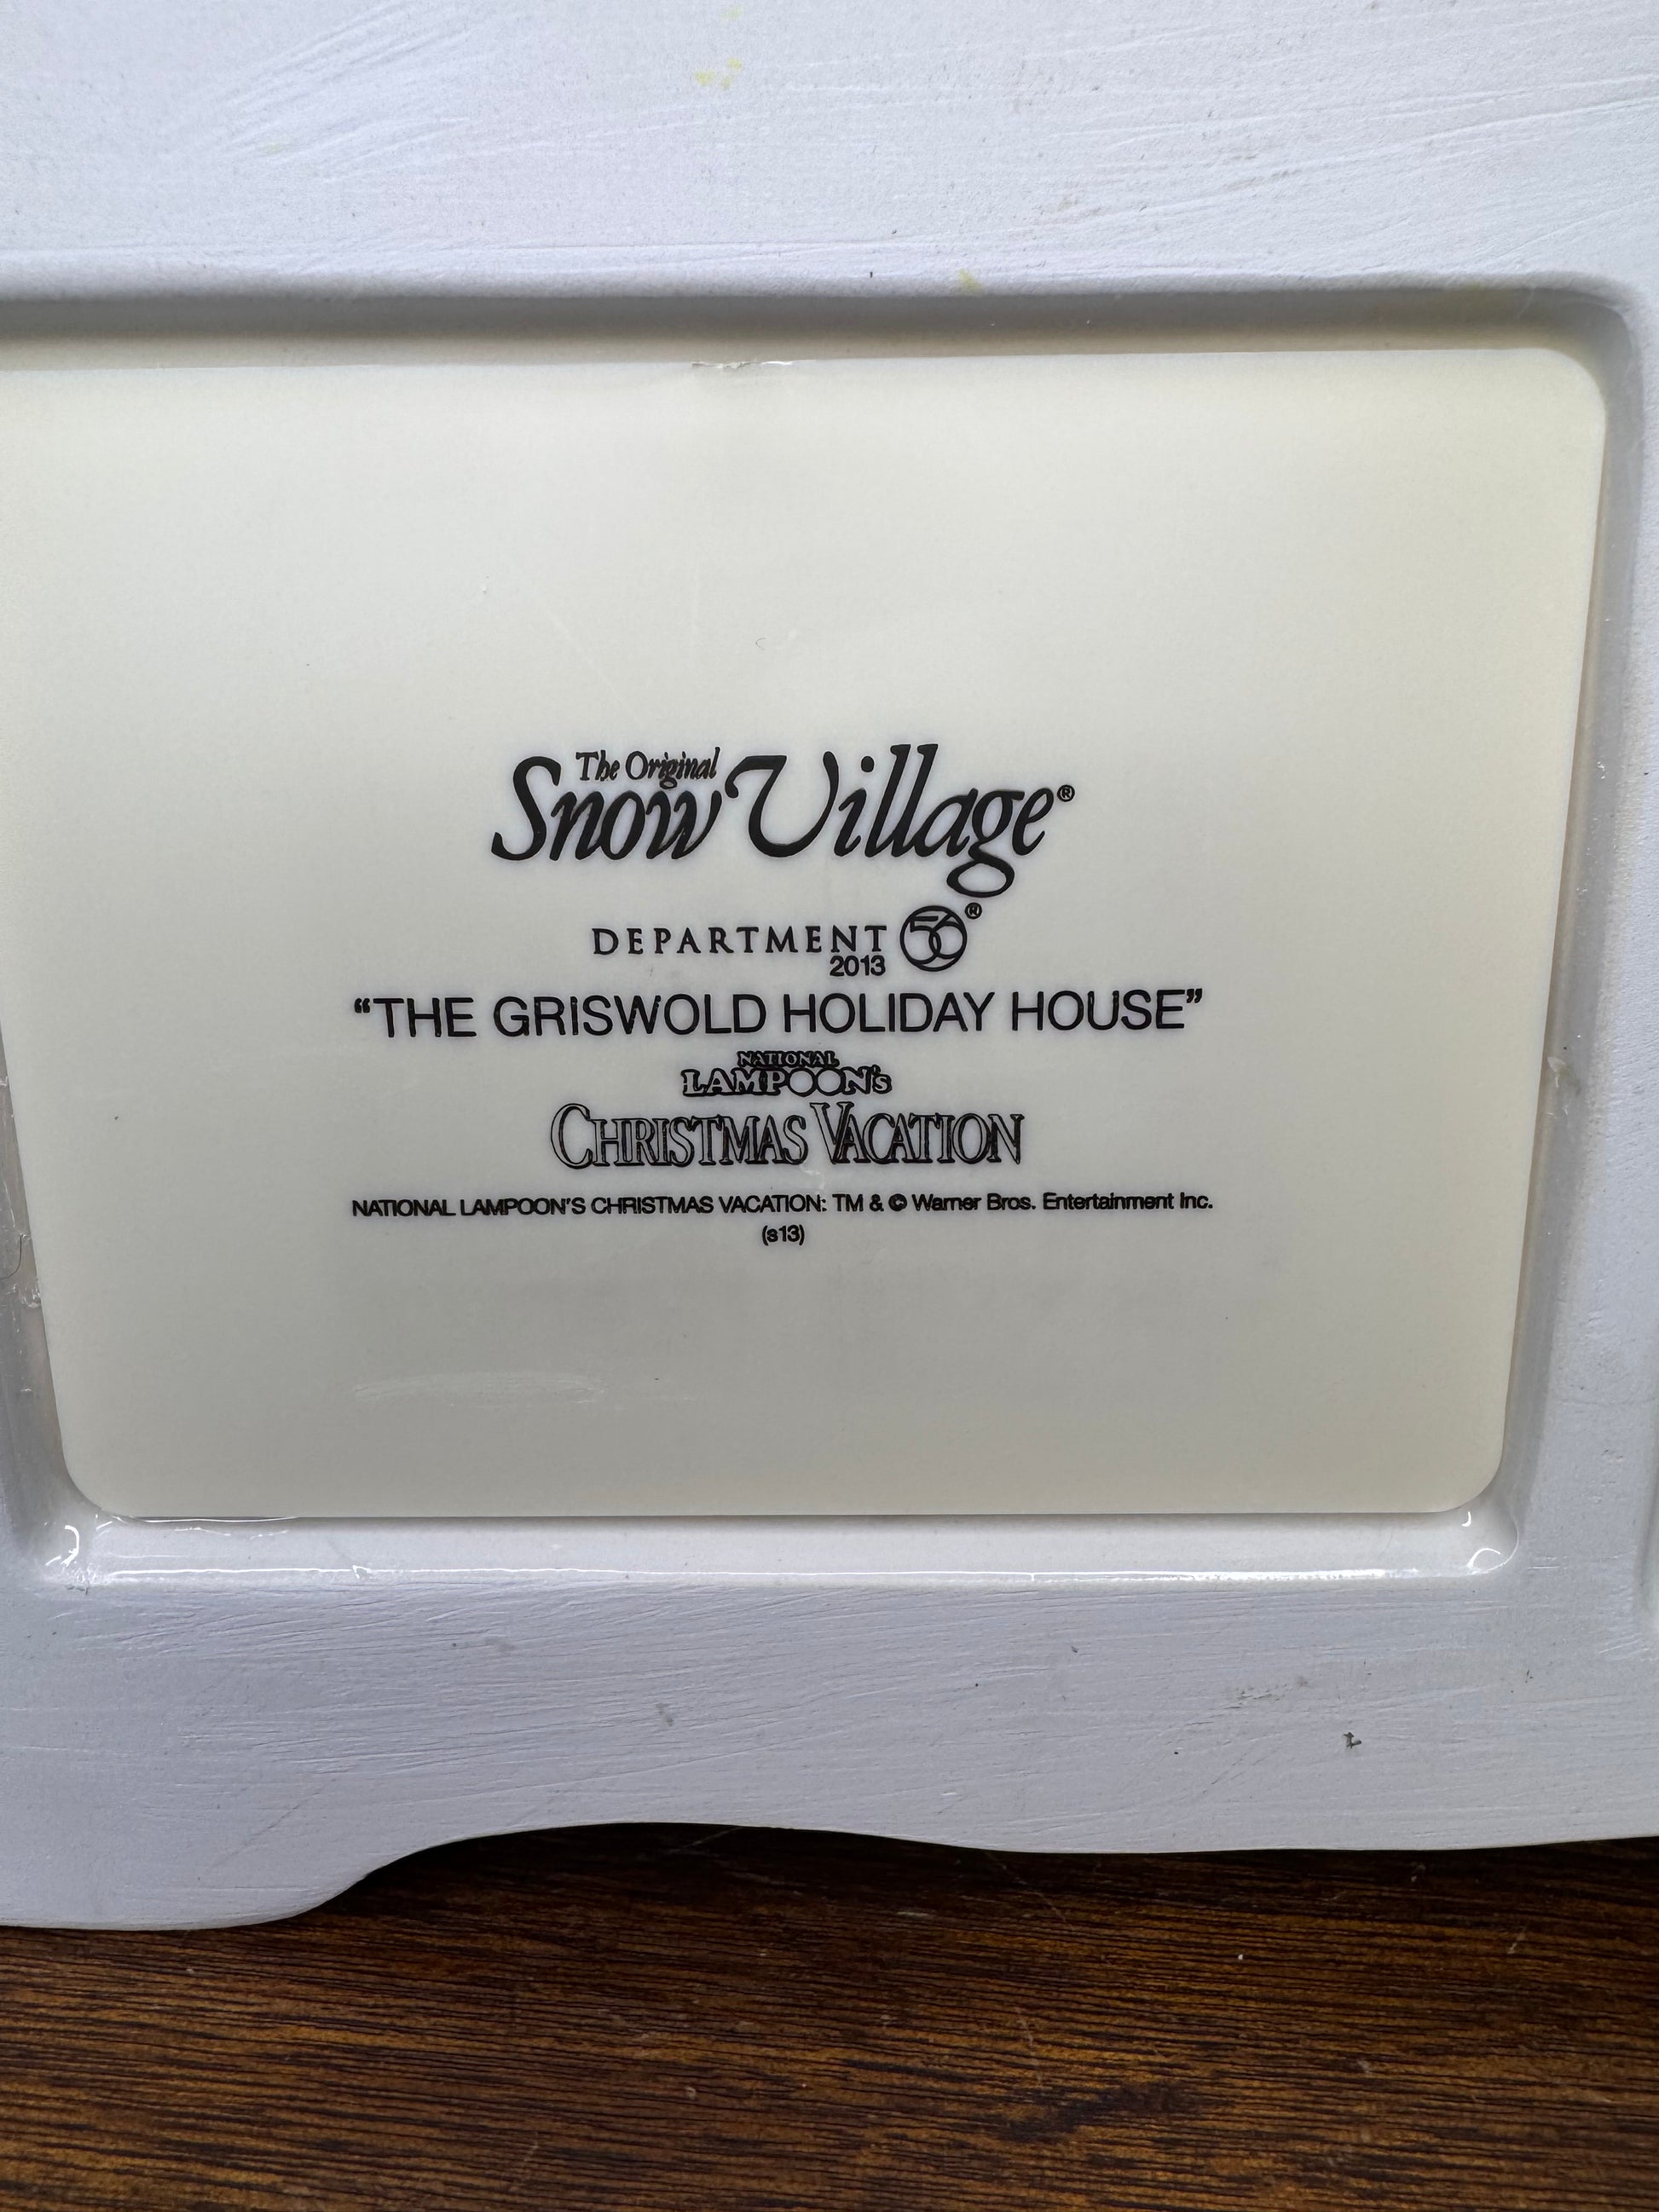 The Original
Snow Village®
DEPARTMENT 56®
2013
“THE GRISWOLD HOLIDAY HOUSE”
NATIONAL
LAMPOON'S
CHRISTMAS VACATION
NATIONAL LAMPOON'S CHRISTMAS VACATION: TM & © Warner Bros. Entertainment Inc.
(s13)